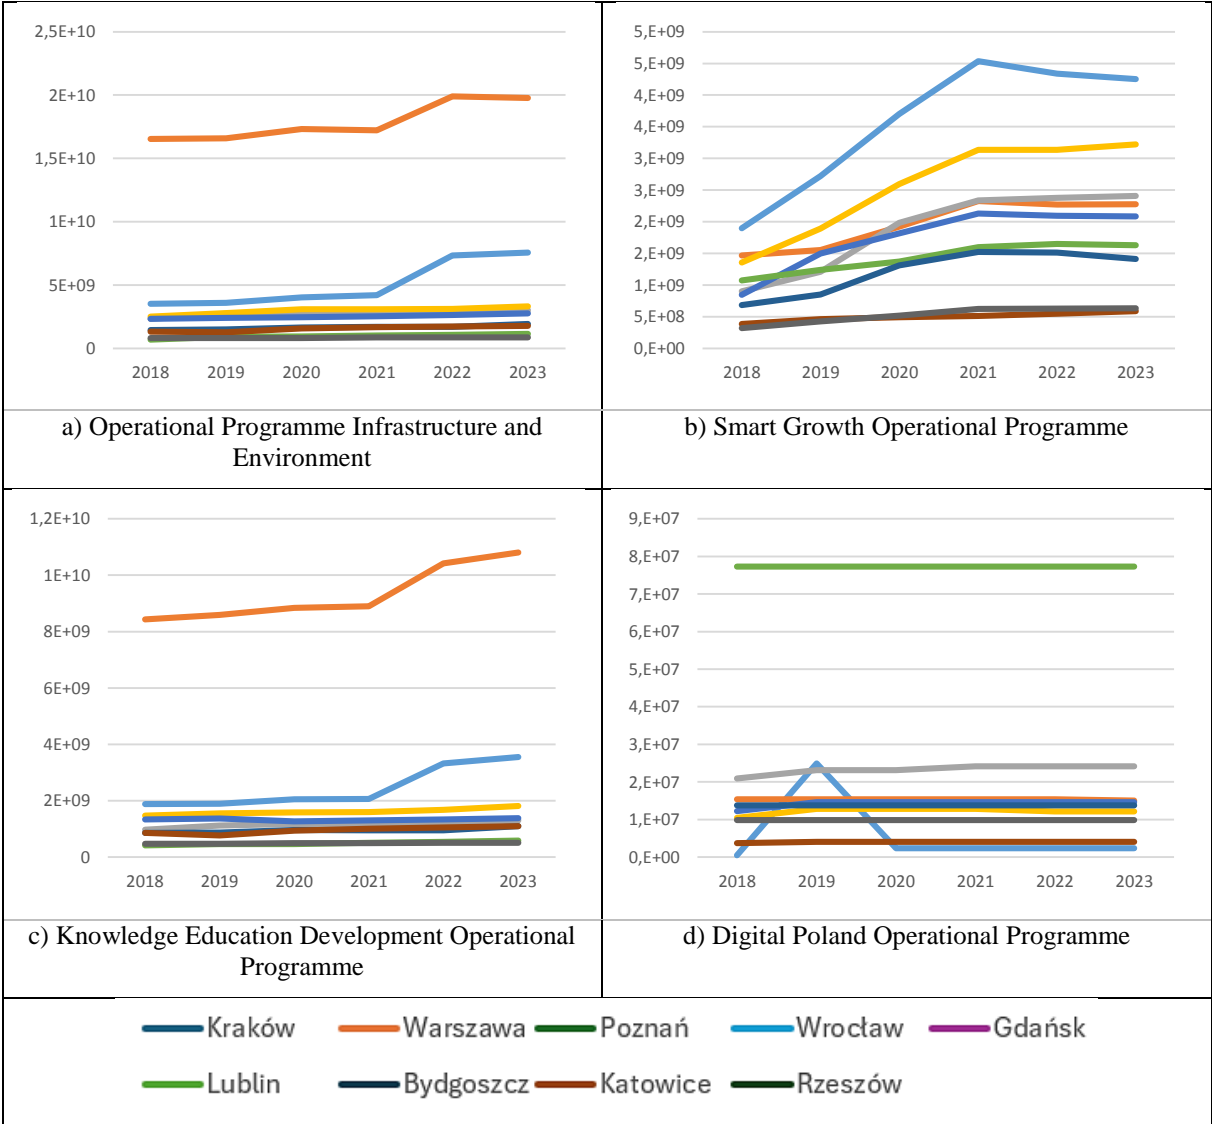 2,5E+10
2E+10
1,5E+10
1E+10
5E+09
0
2018 2019 2020 2021 2022 2023
a) Operational Programme Infrastructure and
Environment
5,E+09
5,E+09
4,E+09
4,E+09
3,E+09
3,E+09
2,E+09
2,E+09
1,E+09
5,E+08
0,E+00
2018 2019 2020 2021 2022 2023
b) Smart Growth Operational Programme
1,2E+10
1E+10
8E+09
6E+09
4E+09
2E+09
0
2018 2019 2020 2021 2022 2023
c) Knowledge Education Development Operational
Programme
9,E+07
8,E+07
7,E+07
6,E+07
5,E+07
4,E+07
3,E+07
2,E+07
1,E+07
0,E+00
2018 2019 2020 2021 2022 2023
d) Digital Poland Operational Programme
Kraków Warszawa Poznań Wrocław Gdańsk
Lublin Bydgoszcz Katowice Rzeszów